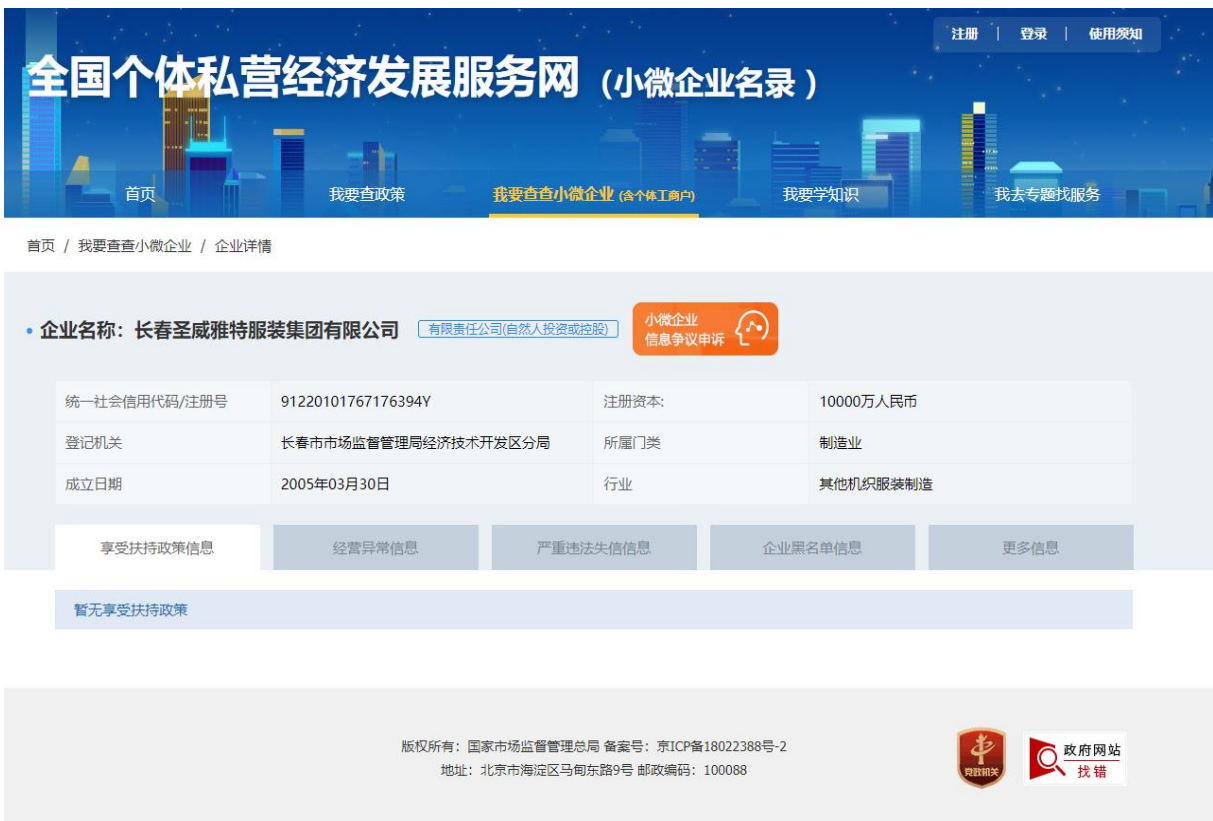 注册 | 登录 | 使用须知
全国个体私营经济发展服务网（小微企业名录）
首页 我要查政策 我要查查小微企业 (含个体工商户) 我要学知识 我去专题找服务
首页 / 我要查查小微企业 / 企业详情
企业名称：长春圣威雅特服装集团有限公司 有限责任公司(自然人投资或控股) 小微企业
信息争议申诉
统一社会信用代码/注册号 91220101767176394Y 注册资本: 10000万人民币
登记机关 长春市市场监督管理局经济技术开发区分局 所属门类 制造业
成立日期 2005年03月30日 行业 其他机织服装制造
享受扶持政策信息 经营异常信息 严重违法失信信息 企业黑名单信息 更多信息
暂无享受扶持政策
版权所有：国家市场监督管理总局 备案号：京ICP备18022388号-2
地址：北京市海淀区马甸东路9号 邮政编码：100088
党政机关
政府网站
找错